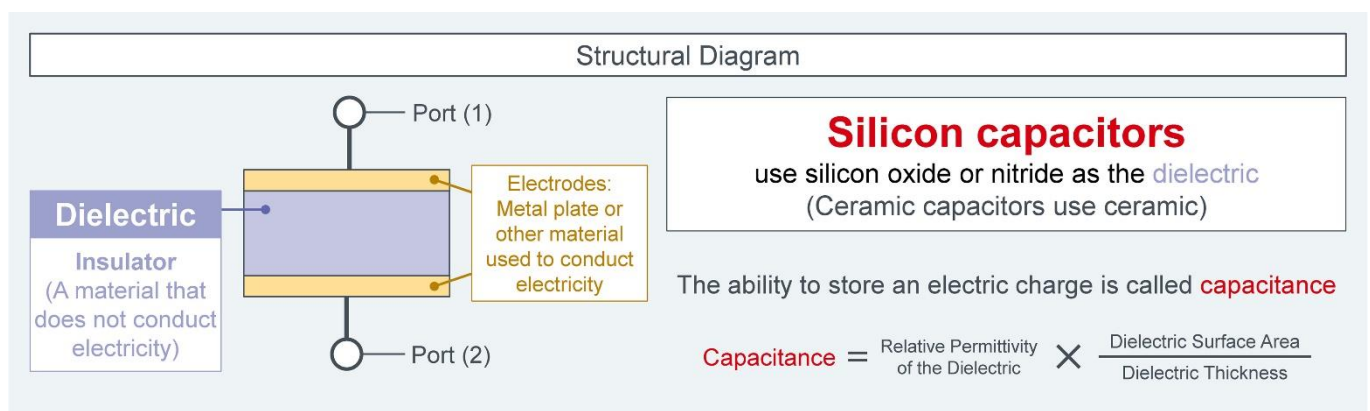 Structural Diagram
Port (1)
Dielectric
Insulator
(A material that
does not conduct
electricity)
Electrodes:
Metal plate or
other material
used to conduct
electricity
Port (2)
Silicon capacitors
use silicon oxide or nitride as the dielectric
(Ceramic capacitors use ceramic)
The ability to store an electric charge is called capacitance
Capacitance = Relative Permittivity
of the Dielectric × Dielectric Surface Area
Dielectric Thickness